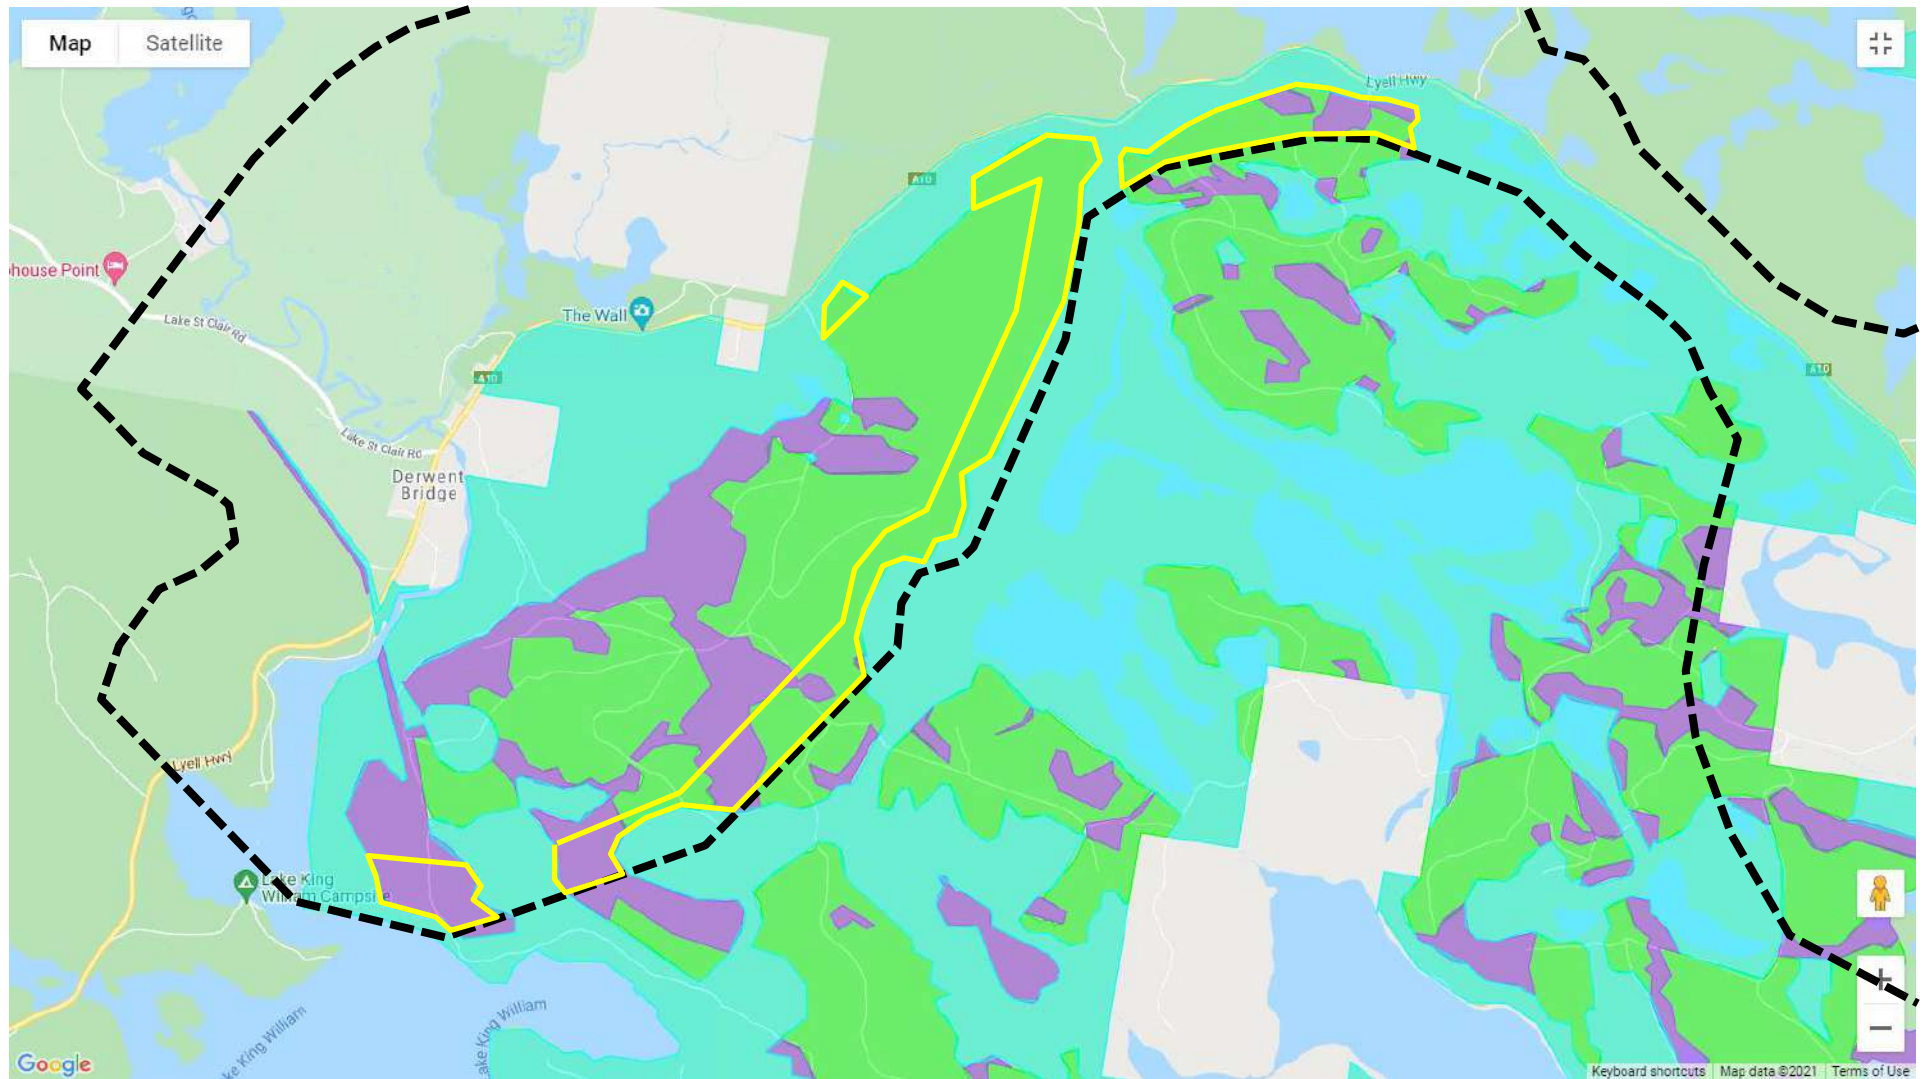 Map
Satellite
Lyell Hwy
A10
house Point
The Wall
Lake St Clair Rd
A10
A10
Lake St Clair Rd
Derwent
Bridge
Lyell Hwy
Lake King
William Campsite
ke King William
ake King William
Google
Keyboard shortcuts
Map data ©2021
Terms of Use